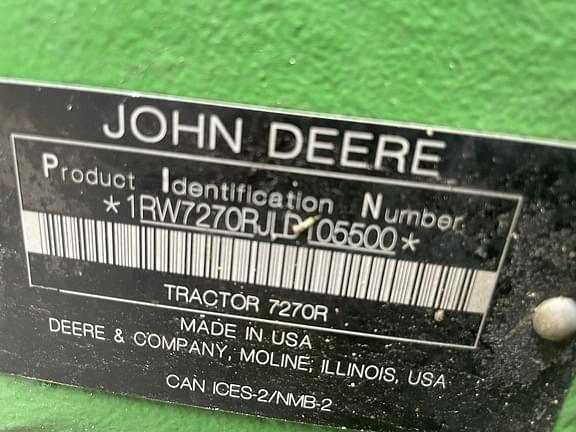 JOHN DEERE
Product Identification Number
*1RW7270RJLD105500*
TRACTOR 7270R
MADE IN USA
DEERE & COMPANY, MOLINE, ILLINOIS, USA
CAN ICES-2/NMB-2